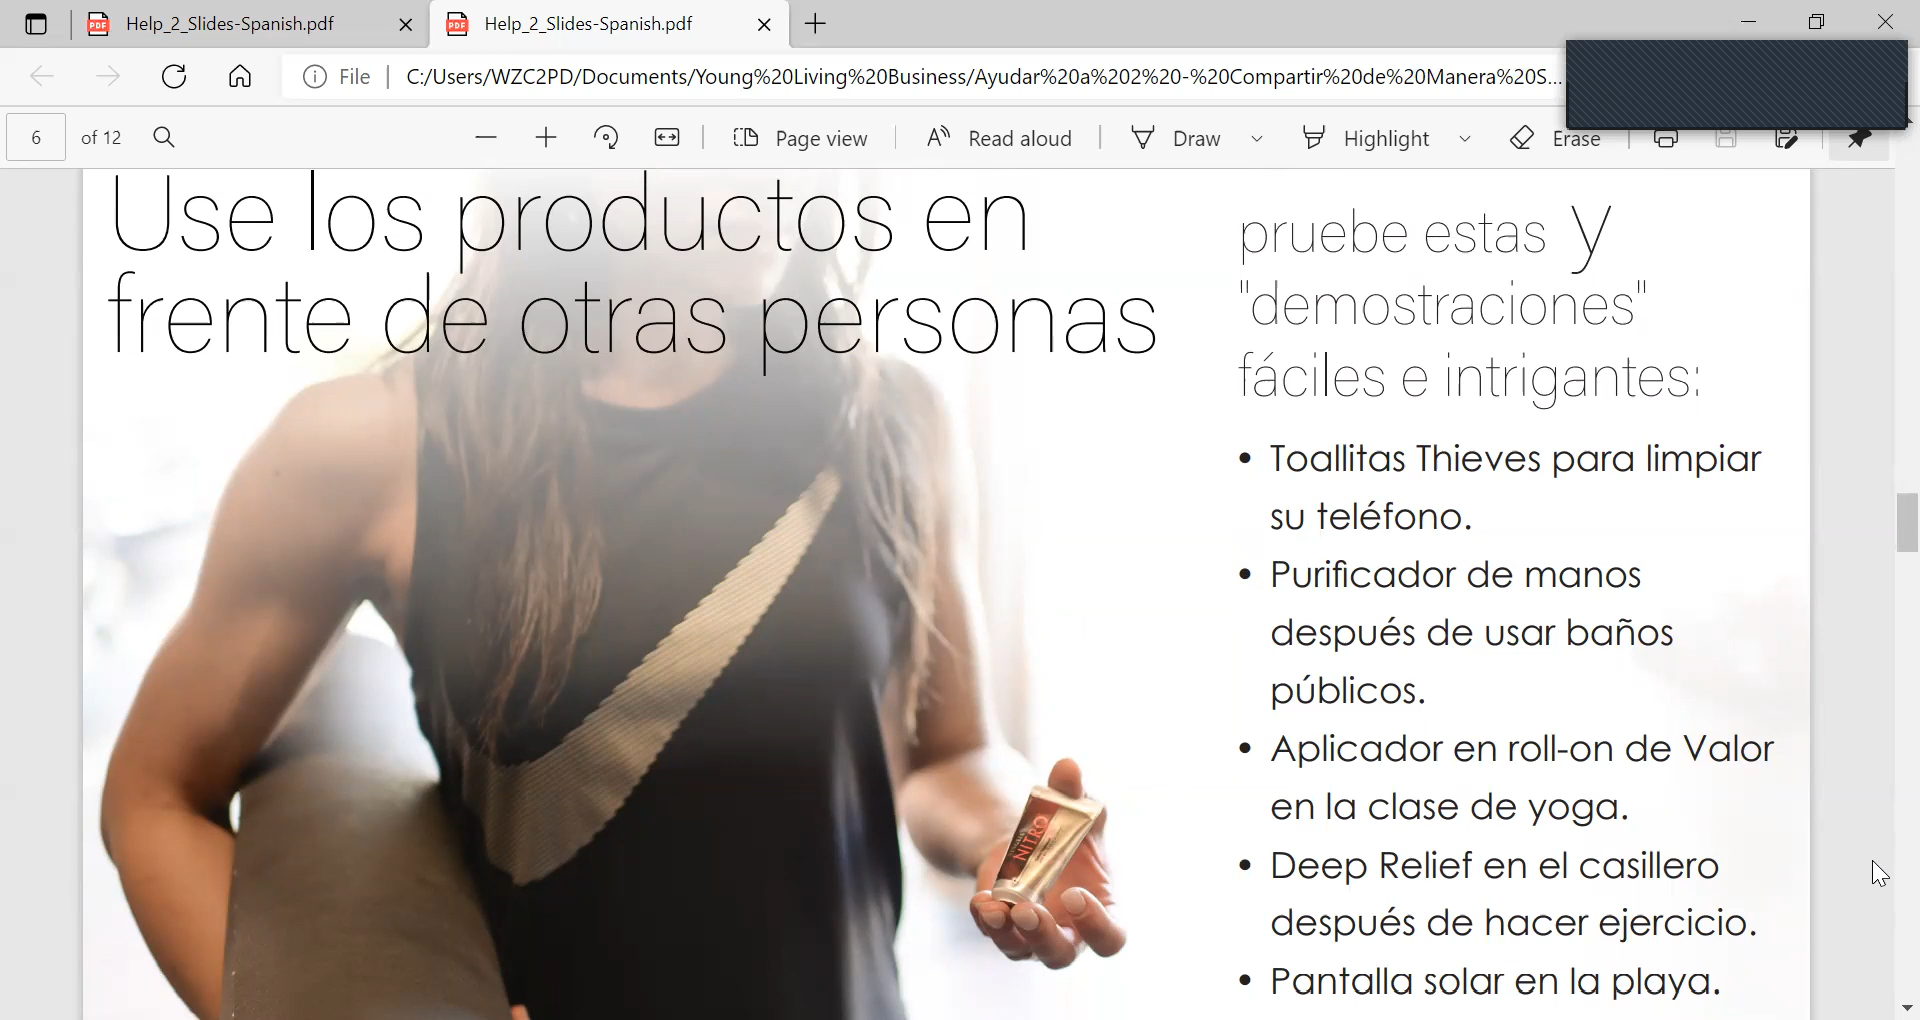 Help_2_Slides-Spanish.pdf
Help_2_Slides-Spanish.pdf
File
C:/Users/WZC2PD/Documents/Young%20Living%20Business/Ayudar%20a%202%20-%20Compartir%20de%20Manera%20S...
6 of 12
Page view
Read aloud
Draw
Highlight
Erase
Use los productos en
frente de otras personas
pruebe estas y
"demostraciones"
fáciles e intrigantes:
• Toallitas Thieves para limpiar
su teléfono.
• Purificador de manos
después de usar baños
públicos.
• Aplicador en roll-on de Valor
en la clase de yoga.
• Deep Relief en el casillero
después de hacer ejercicio.
• Pantalla solar en la playa.
NITRO